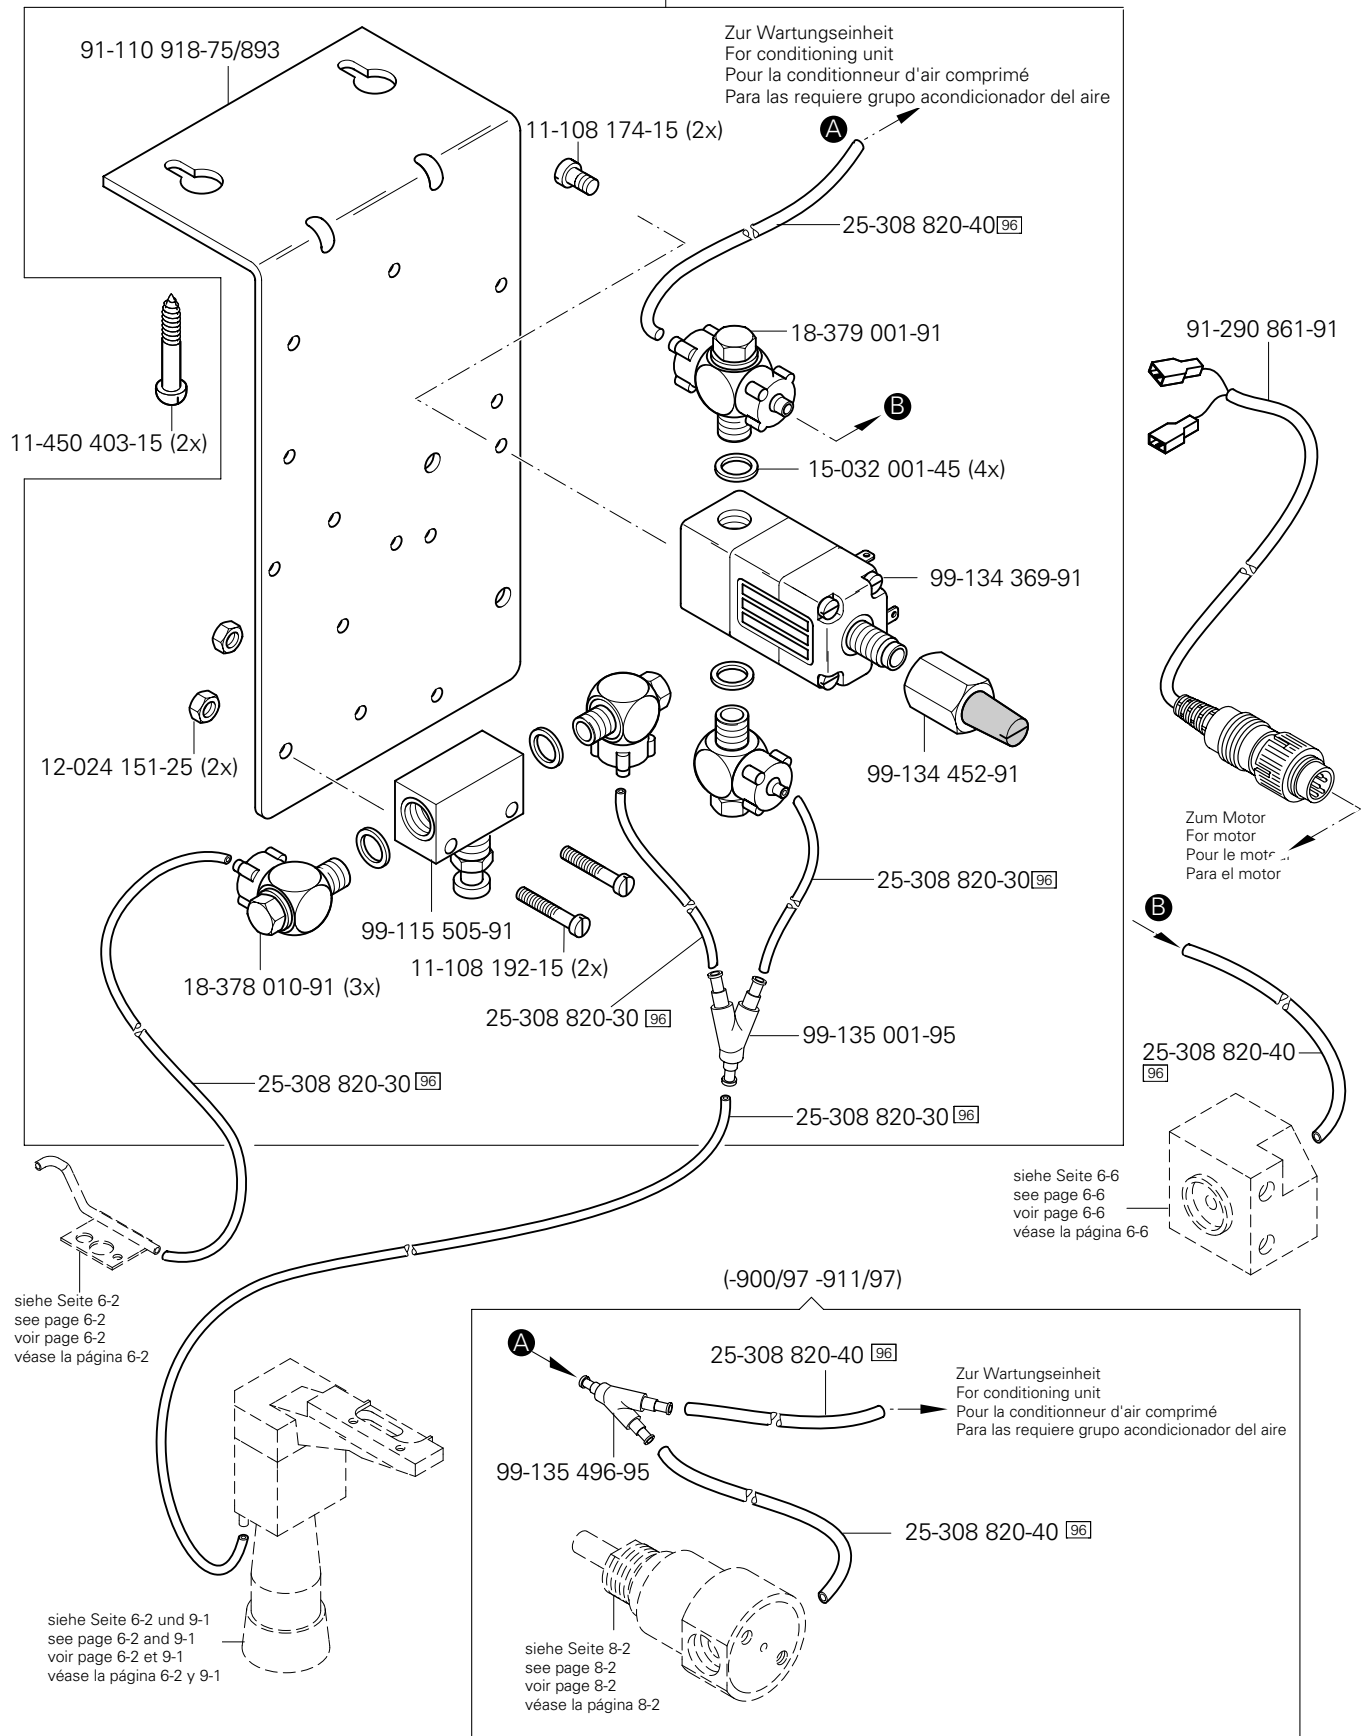 91-110 918-75/893
Zur Wartungseinheit
For conditioning unit
Pour la conditionneur d'air comprimé
Para las requiere grupo acondicionador del aire
11-108 174-15 (2x)
A
25-308 820-40 96
18-379 001-91
91-290 861-91
B
11-450 403-15 (2x)
15-032 001-45 (4x)
99-134 369-91
12-024 151-25 (2x)
99-134 452-91
Zum Motor
For motor
Pour le
Para el motor
25-308 820-30 96
B
99-115 505-91
11-108 192-15 (2x)
18-378 010-91 (3x)
25-308 820-30 96
99-135 001-95
25-308 820-40
96
25-308 820-30 96
25-308 820-30 96
siehe Seite 6-6
see page 6-6
voir page 6-6
véase la página 6-6
(-900/97 -911/97)
siehe Seite 6-2
see page 6-2
voir page 6-2
véase la página 6-2
A
25-308 820-40 96
Zur Wartungseinheit
For conditioning unit
Pour la conditionneur d'air comprimé
Para las requiere grupo acondicionador del aire
99-135 496-95
25-308 820-40 96
siehe Seite 6-2 und 9-1
see page 6-2 and 9-1
voir page 6-2 et 9-1
véase la página 6-2 y 9-1
siehe Seite 8-2
see page 8-2
voir page 8-2
véase la página 8-2